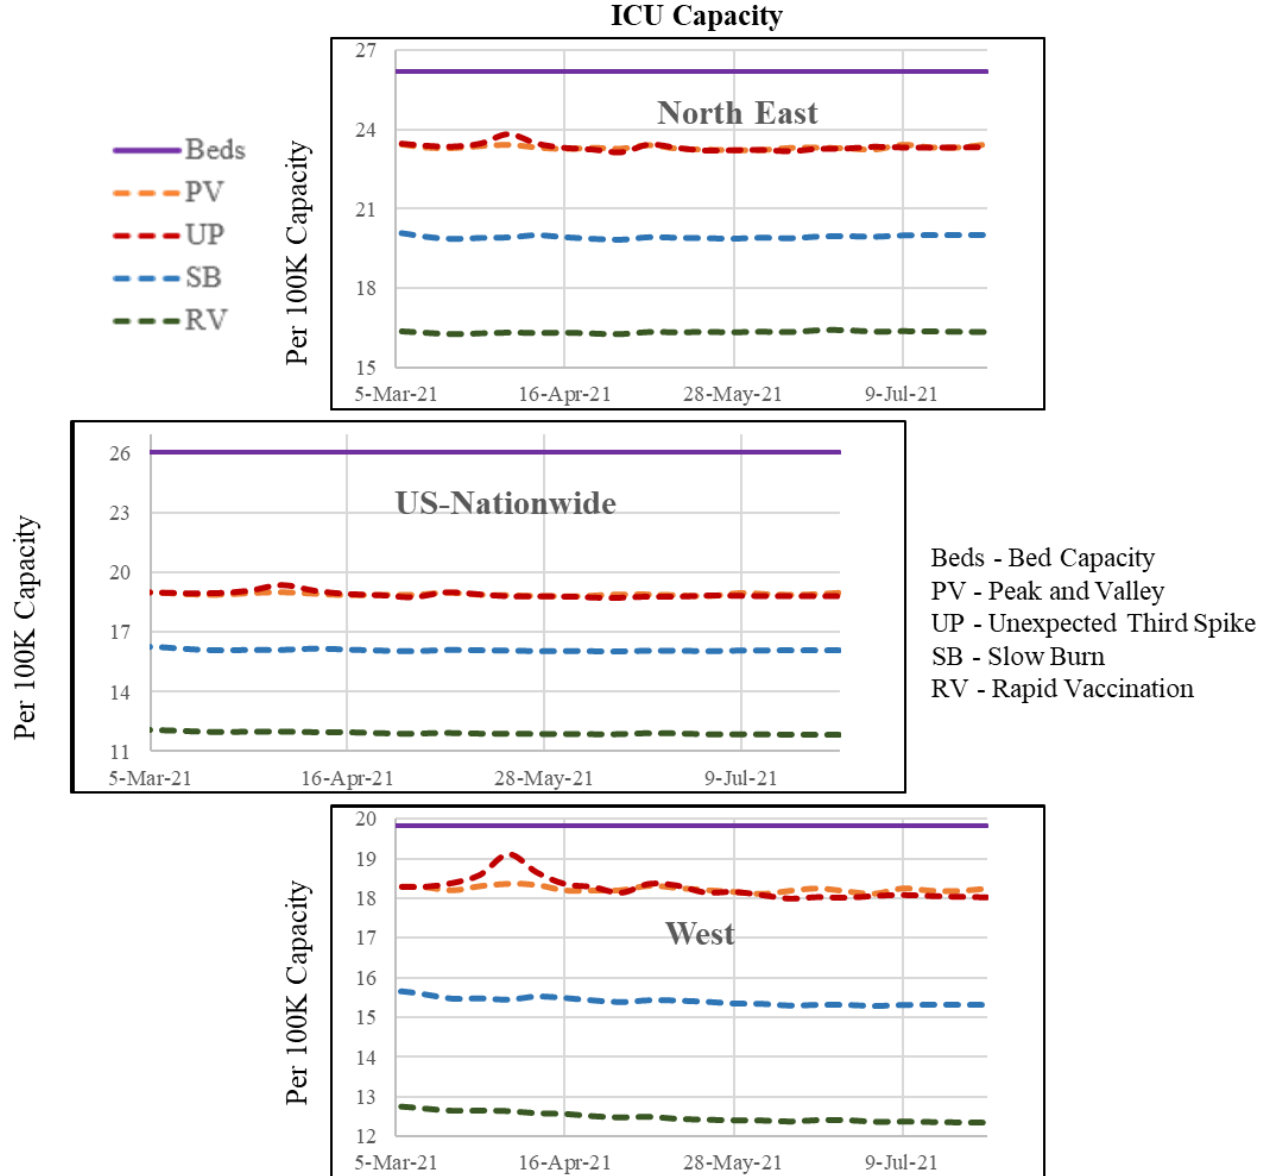 ICU Capacity
Beds
PV
UP
SB
RV
Per 100K Capacity
27
24
21
18
15
North East
5-Mar-21 16-Apr-21 28-May-21 9-Jul-21
Per 100K Capacity
26
23
20
17
14
11
US-Nationwide
5-Mar-21 16-Apr-21 28-May-21 9-Jul-21
Beds - Bed Capacity
PV - Peak and Valley
UP - Unexpected Third Spike
SB - Slow Burn
RV - Rapid Vaccination
Per 100K Capacity
20
19
18
17
16
15
14
13
12
West
5-Mar-21 16-Apr-21 28-May-21 9-Jul-21